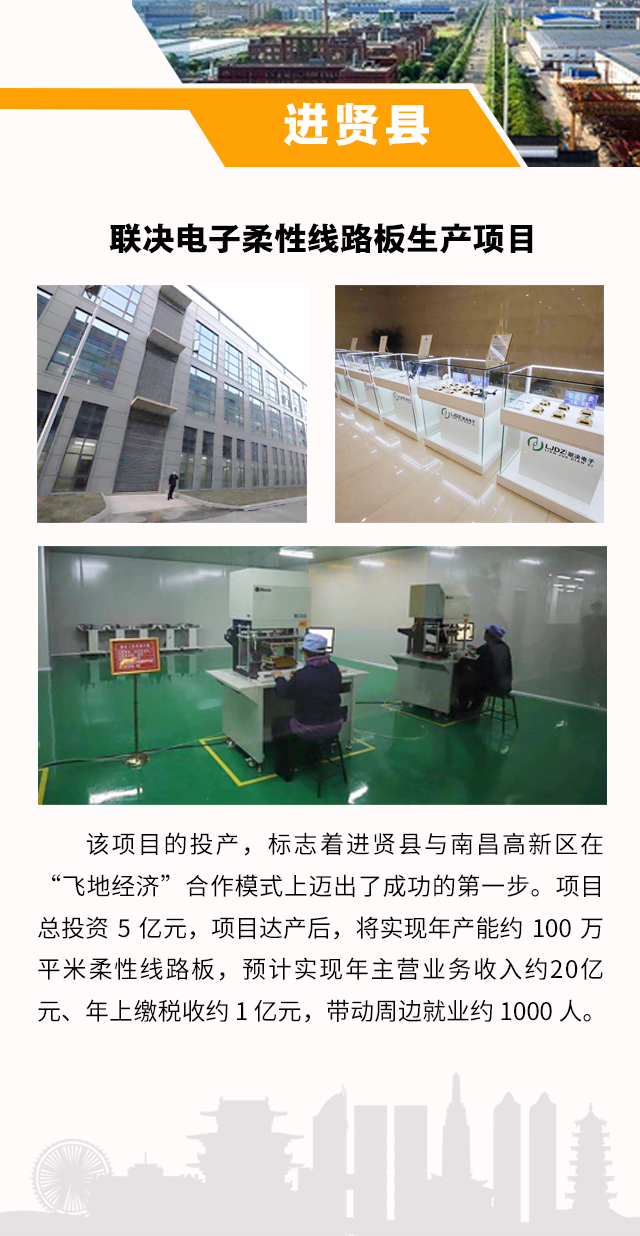 进贤县
联决电子柔性线路板生产项目
LJDZ 联决电子
该项目的投产，标志着进贤县与南昌高新区在
“飞地经济”合作模式上迈出了成功的第一步。项目
总投资 5 亿元，项目达产后，将实现年产能约 100 万
平米柔性线路板，预计实现年主营业务收入约20亿
元、年上缴税收约 1 亿元，带动周边就业约 1000 人。